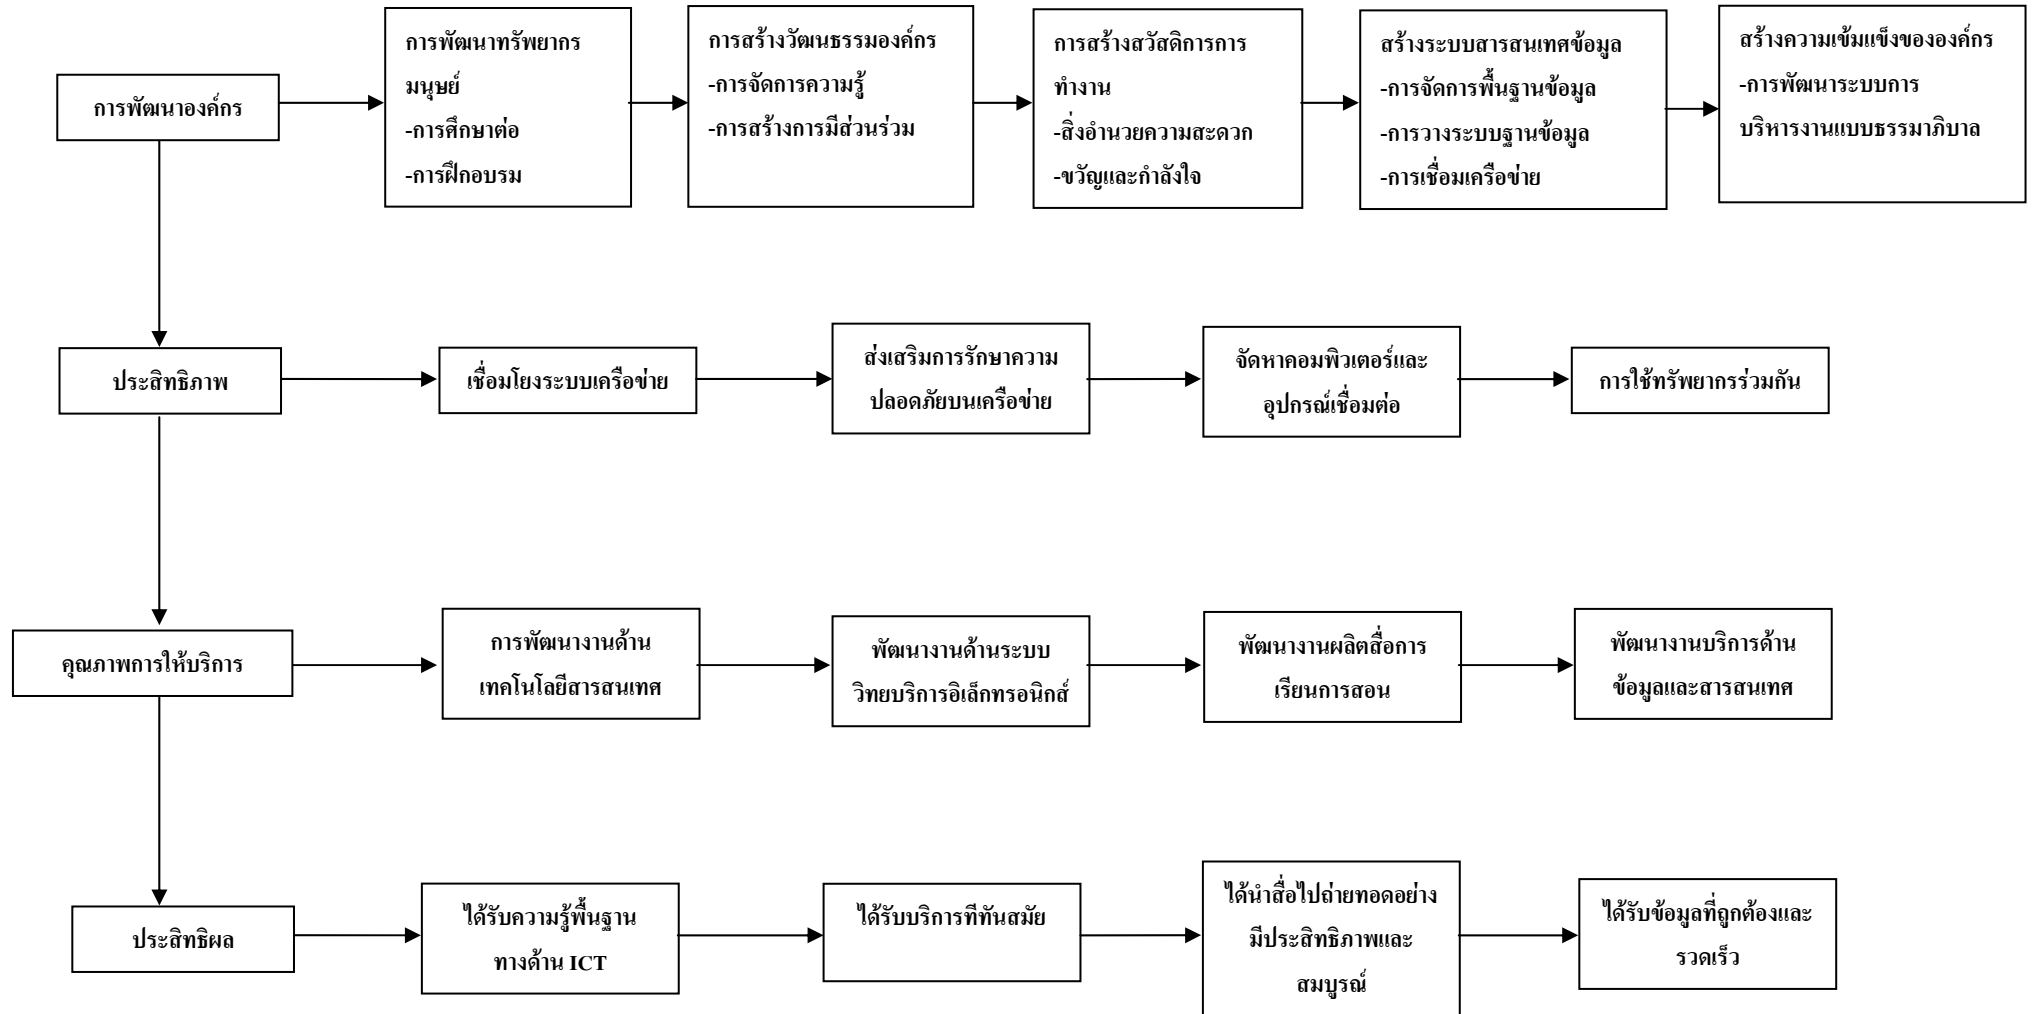 การพัฒนาองค์กร
การพัฒนาทรัพยากร
มนุษย์
-การศึกษาต่อ
-การฝึกอบรม
การสร้างวัฒนธรรมองค์กร
-การจัดการความรู้
-การสร้างการมีส่วนร่วม
การสร้างสวัสดิการการ
ทำงาน
-สิ่งอำนวยความสะดวก
-ขวัญและกำลังใจ
สร้างระบบสารสนเทศข้อมูล
-การจัดการพื้นฐานข้อมูล
-การวางระบบฐานข้อมูล
-การเชื่อมเครือข่าย
สร้างความเข้มแข็งขององค์กร
-การพัฒนาระบบการ
บริหารงานแบบธรรมาภิบาล
ประสิทธิภาพ
เชื่อมโยงระบบเครือข่าย
ส่งเสริมการรักษาความ
ปลอดภัยบนเครือข่าย
จัดหาคอมพิวเตอร์และ
อุปกรณ์เชื่อมต่อ
การใช้ทรัพยากรร่วมกัน
คุณภาพการให้บริการ
การพัฒนางานด้าน
เทคโนโลยีสารสนเทศ
พัฒนางานด้านระบบ
วิทยบริการอิเล็กทรอนิกส์
พัฒนางานผลิตสื่อการ
เรียนการสอน
พัฒนางานบริการด้าน
ข้อมูลและสารสนเทศ
ประสิทธิผล
ได้รับความรู้พื้นฐาน
ทางด้าน ICT
ได้รับบริการทีทันสมัย
ได้นำสื่อไปถ่ายทอดอย่าง
มีประสิทธิภาพและ
สมบูรณ์
ได้รับข้อมูลที่ถูกต้องและ
รวดเร็ว